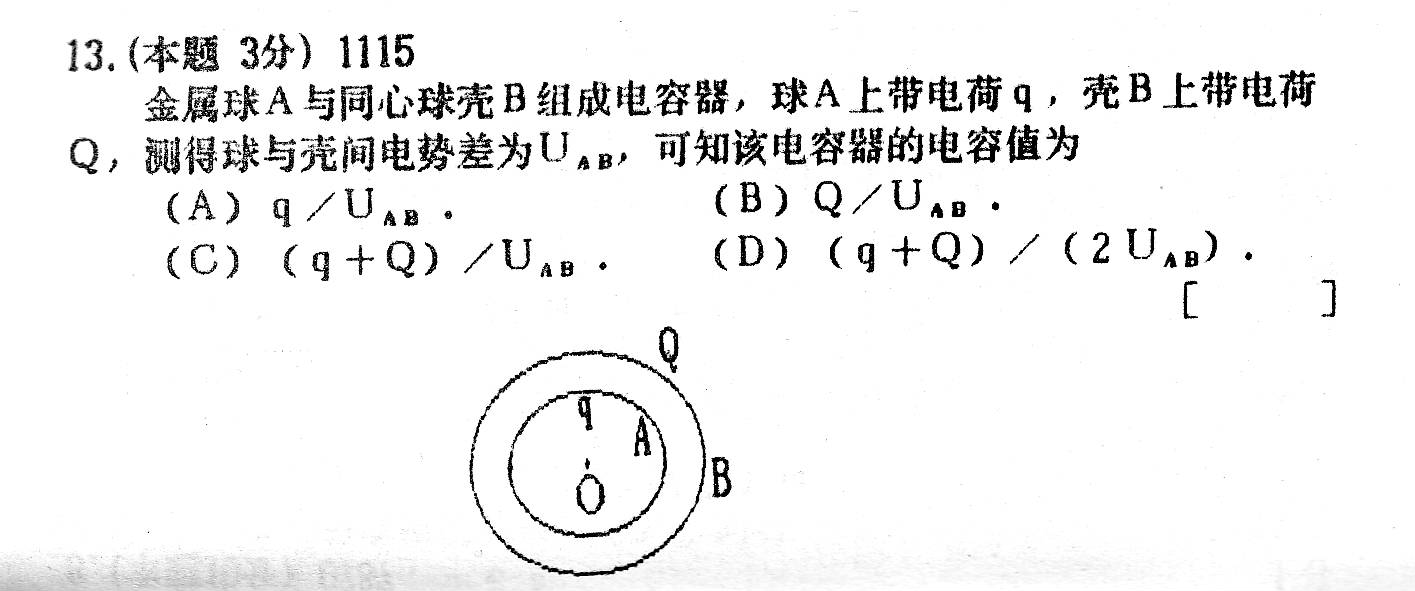 13.(本题 3分) 1115
金属球A与同心球壳B组成电容器，球A上带电荷q，壳B上带电荷
Q，测得球与壳间电势差为U_AB，可知该电容器的电容值为
(A) q／U_AB．
(B) Q／U_AB．
(C) (q＋Q)／U_AB．
(D) (q＋Q)／(2U_AB)．
[ ]
Q
q
A
O
B